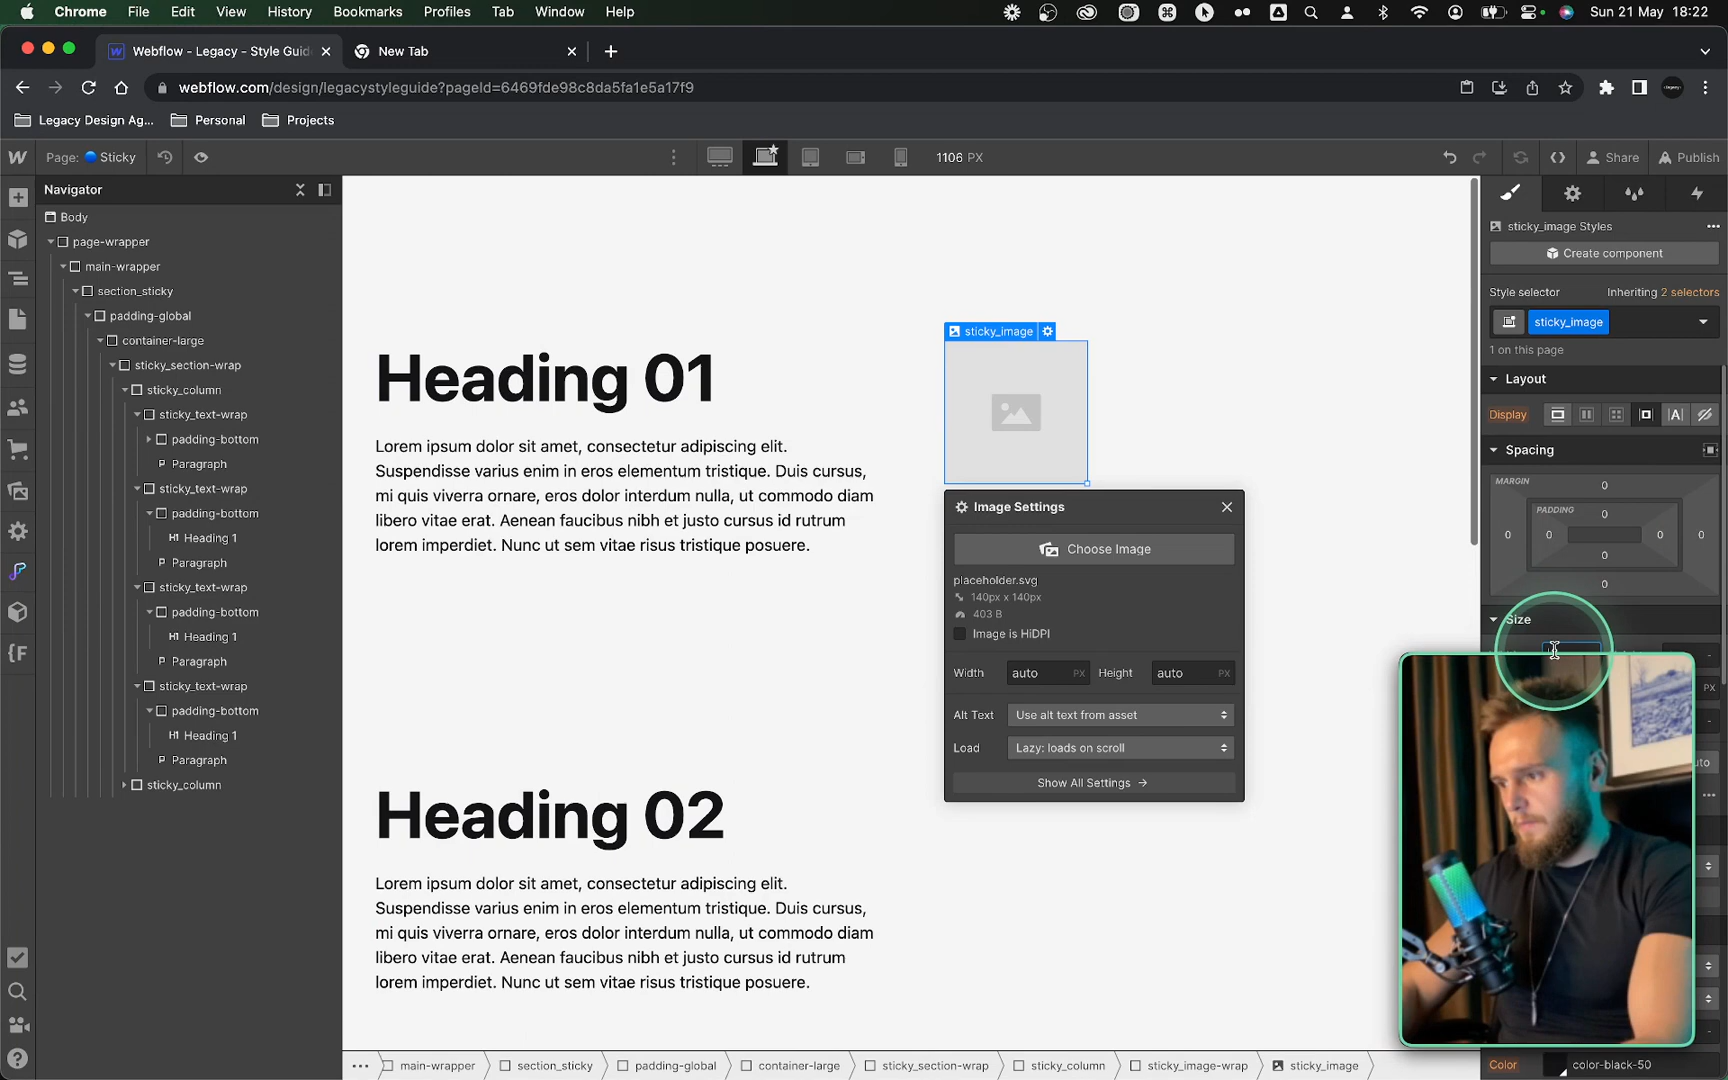 Chrome File Edit View History Bookmarks Profiles Tab Window Help Sun 21 May 18:22
Webflow - Legacy - Style Guid New Tab
webflow.com/design/legacystyleguide?pageId=6469fde98c8da5fa1e5a17f9
Legacy Design Ag... Personal Projects
Page: Sticky 1106 PX Share Publish
Navigator
Body
page-wrapper
main-wrapper
section_sticky
padding-global
container-large
sticky_section-wrap
sticky_column
sticky_text-wrap
padding-bottom
Paragraph
sticky_text-wrap
padding-bottom
H1 Heading 1
Paragraph
sticky_text-wrap
padding-bottom
H1 Heading 1
Paragraph
sticky_text-wrap
padding-bottom
H1 Heading 1
Paragraph
sticky_column
Heading 01
Lorem ipsum dolor sit amet, consectetur adipiscing elit.
Suspendisse varius enim in eros elementum tristique. Duis cursus,
mi quis viverra ornare, eros dolor interdum nulla, ut commodo diam
libero vitae erat. Aenean faucibus nibh et justo cursus id rutrum
lorem imperdiet. Nunc ut sem vitae risus tristique posuere.
Heading 02
Lorem ipsum dolor sit amet, consectetur adipiscing elit.
Suspendisse varius enim in eros elementum tristique. Duis cursus,
mi quis viverra ornare, eros dolor interdum nulla, ut commodo diam
libero vitae erat. Aenean faucibus nibh et justo cursus id rutrum
lorem imperdiet. Nunc ut sem vitae risus tristique posuere.
sticky_image
Image Settings
Choose Image
placeholder.svg
140px x 140px
403 B
Image is HiDPI
Width auto PX Height auto PX
Alt Text Use alt text from asset
Load Lazy: loads on scroll
Show All Settings
sticky_image Styles
Create component
Style selector Inheriting 2 selectors
sticky_image
1 on this page
Layout
Display
Spacing
MARGIN 0
PADDING 0
0 0 0 0
0
0
Size
PX
Color color-black-50
main-wrapper section_sticky padding-global container-large sticky_section-wrap sticky_column sticky_image-wrap sticky_image